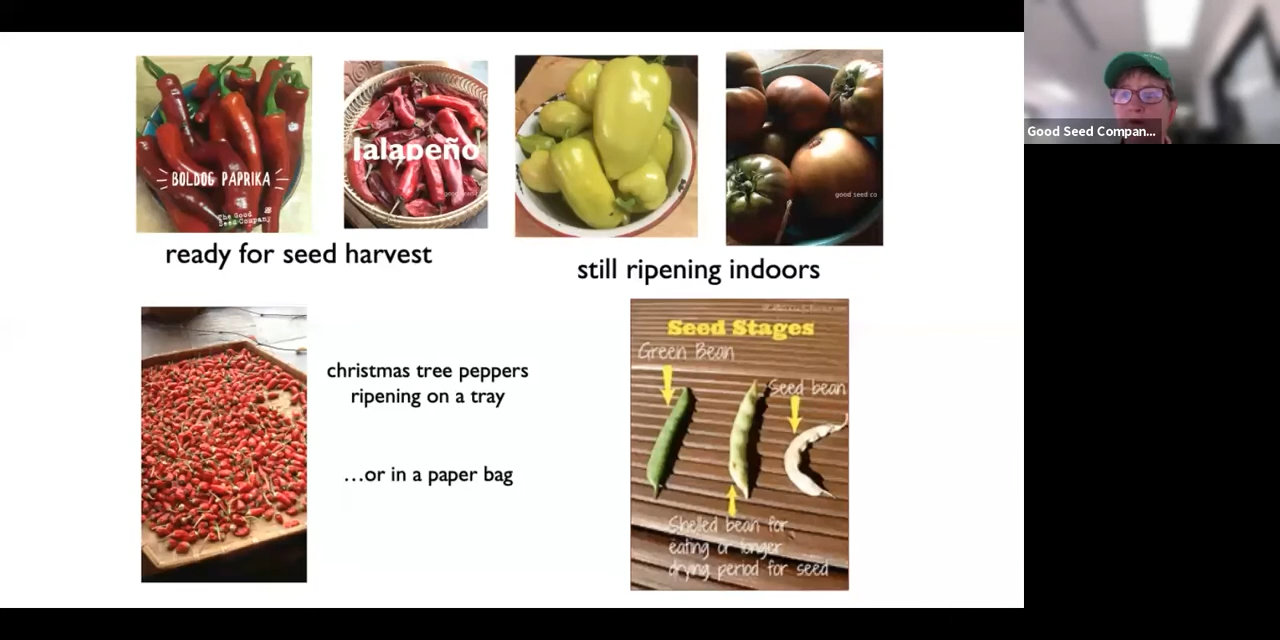 BOLDOG PAPRIKA
The Good
Seed Company
Jalapeño
good seed
good seed co
ready for seed harvest
still ripening indoors
christmas tree peppers
ripening on a tray
…or in a paper bag
Seed Stages
Green Bean
Seed bean
Shelled bean for
eating or longer
drying period for seed
Good Seed Compan...